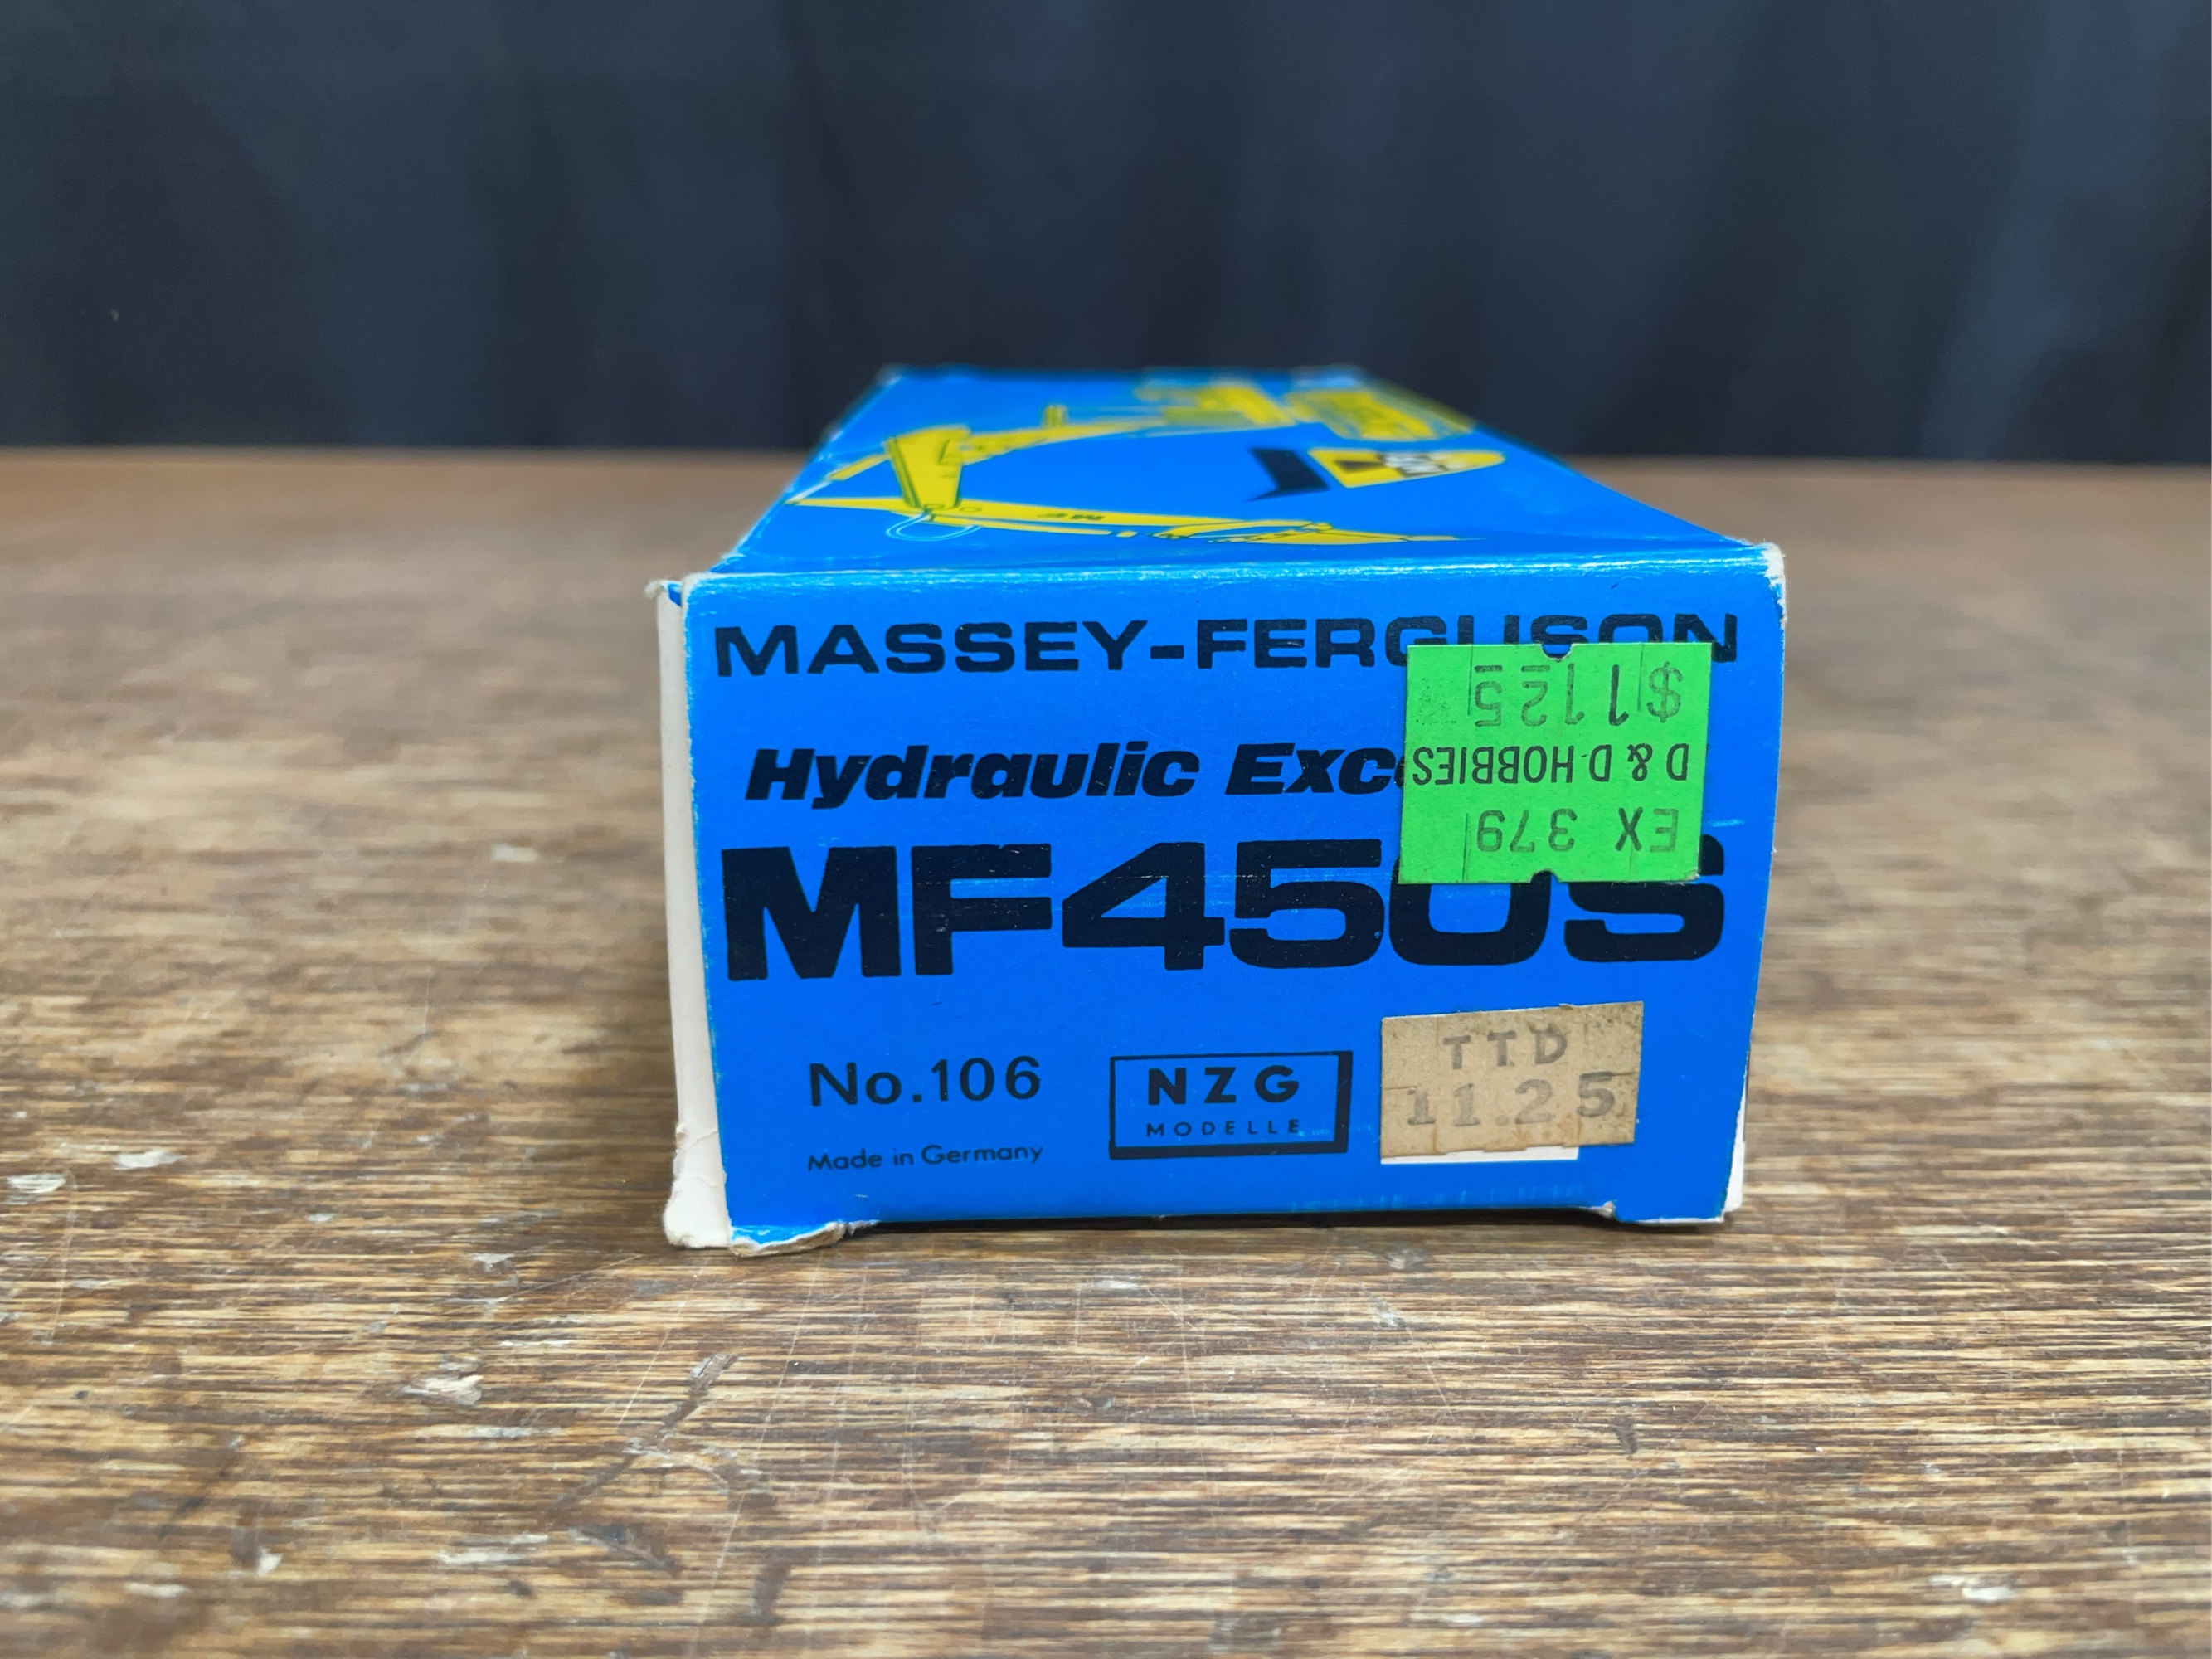 MASSEY-FERGUSON
$11 25
D & D HOBBIES
EX 379
Hydraulic Exc
MF450S
No.106
Made in Germany
NZG
MODELLE
TTD
11.25